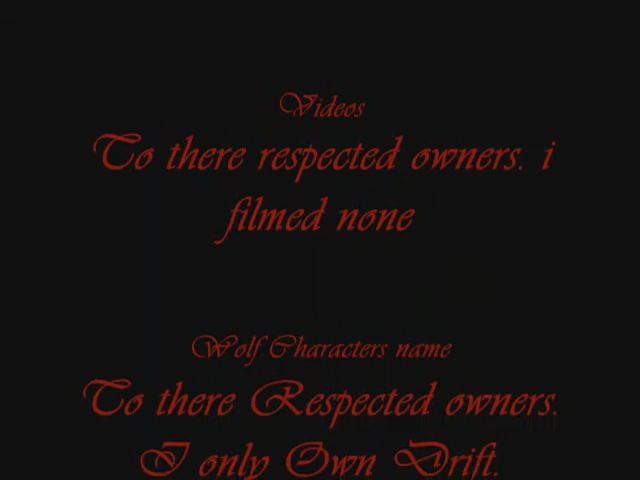 Videos
To there respected owners. i
filmed none
Wolf Characters name
To there Respected owners.
I only Own Drift.